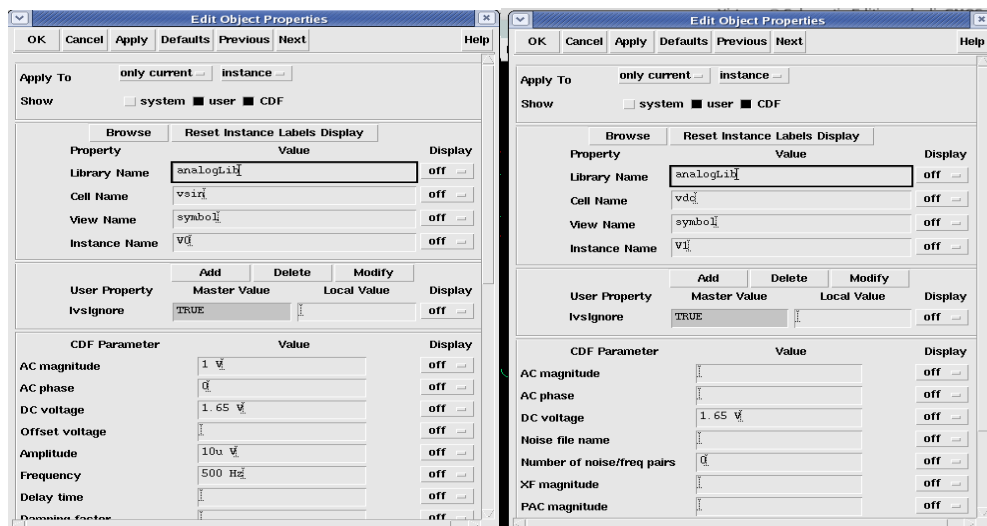 Edit Object Properties
OK Cancel Apply Defaults Previous Next Help
Apply To only current instance
Show system user CDF
Browse Reset Instance Labels Display
Property Value Display
Library Name analogLib off
Cell Name vsin off
View Name symbol off
Instance Name V0 off
Add Delete Modify
User Property Master Value Local Value Display
lvsIgnore TRUE off
CDF Parameter Value Display
AC magnitude 1 V off
AC phase 0 off
DC voltage 1.65 V off
Offset voltage off
Amplitude 10u V off
Frequency 500 Hz off
Delay time off
Damping factor off
Edit Object Properties
OK Cancel Apply Defaults Previous Next Help
Apply To only current instance
Show system user CDF
Browse Reset Instance Labels Display
Property Value Display
Library Name analogLib off
Cell Name vdc off
View Name symbol off
Instance Name V1 off
Add Delete Modify
User Property Master Value Local Value Display
lvsIgnore TRUE off
CDF Parameter Value Display
AC magnitude off
AC phase off
DC voltage 1.65 V off
Noise file name off
Number of noise/freq pairs 0 off
XF magnitude off
PAC magnitude off